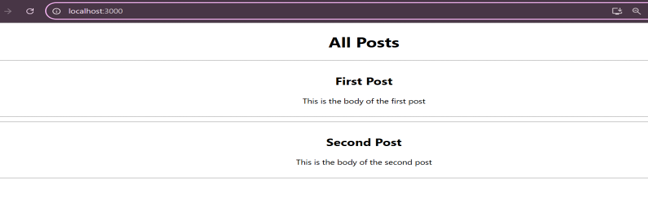 localhost:3000
All Posts
First Post
This is the body of the first post
Second Post
This is the body of the second post